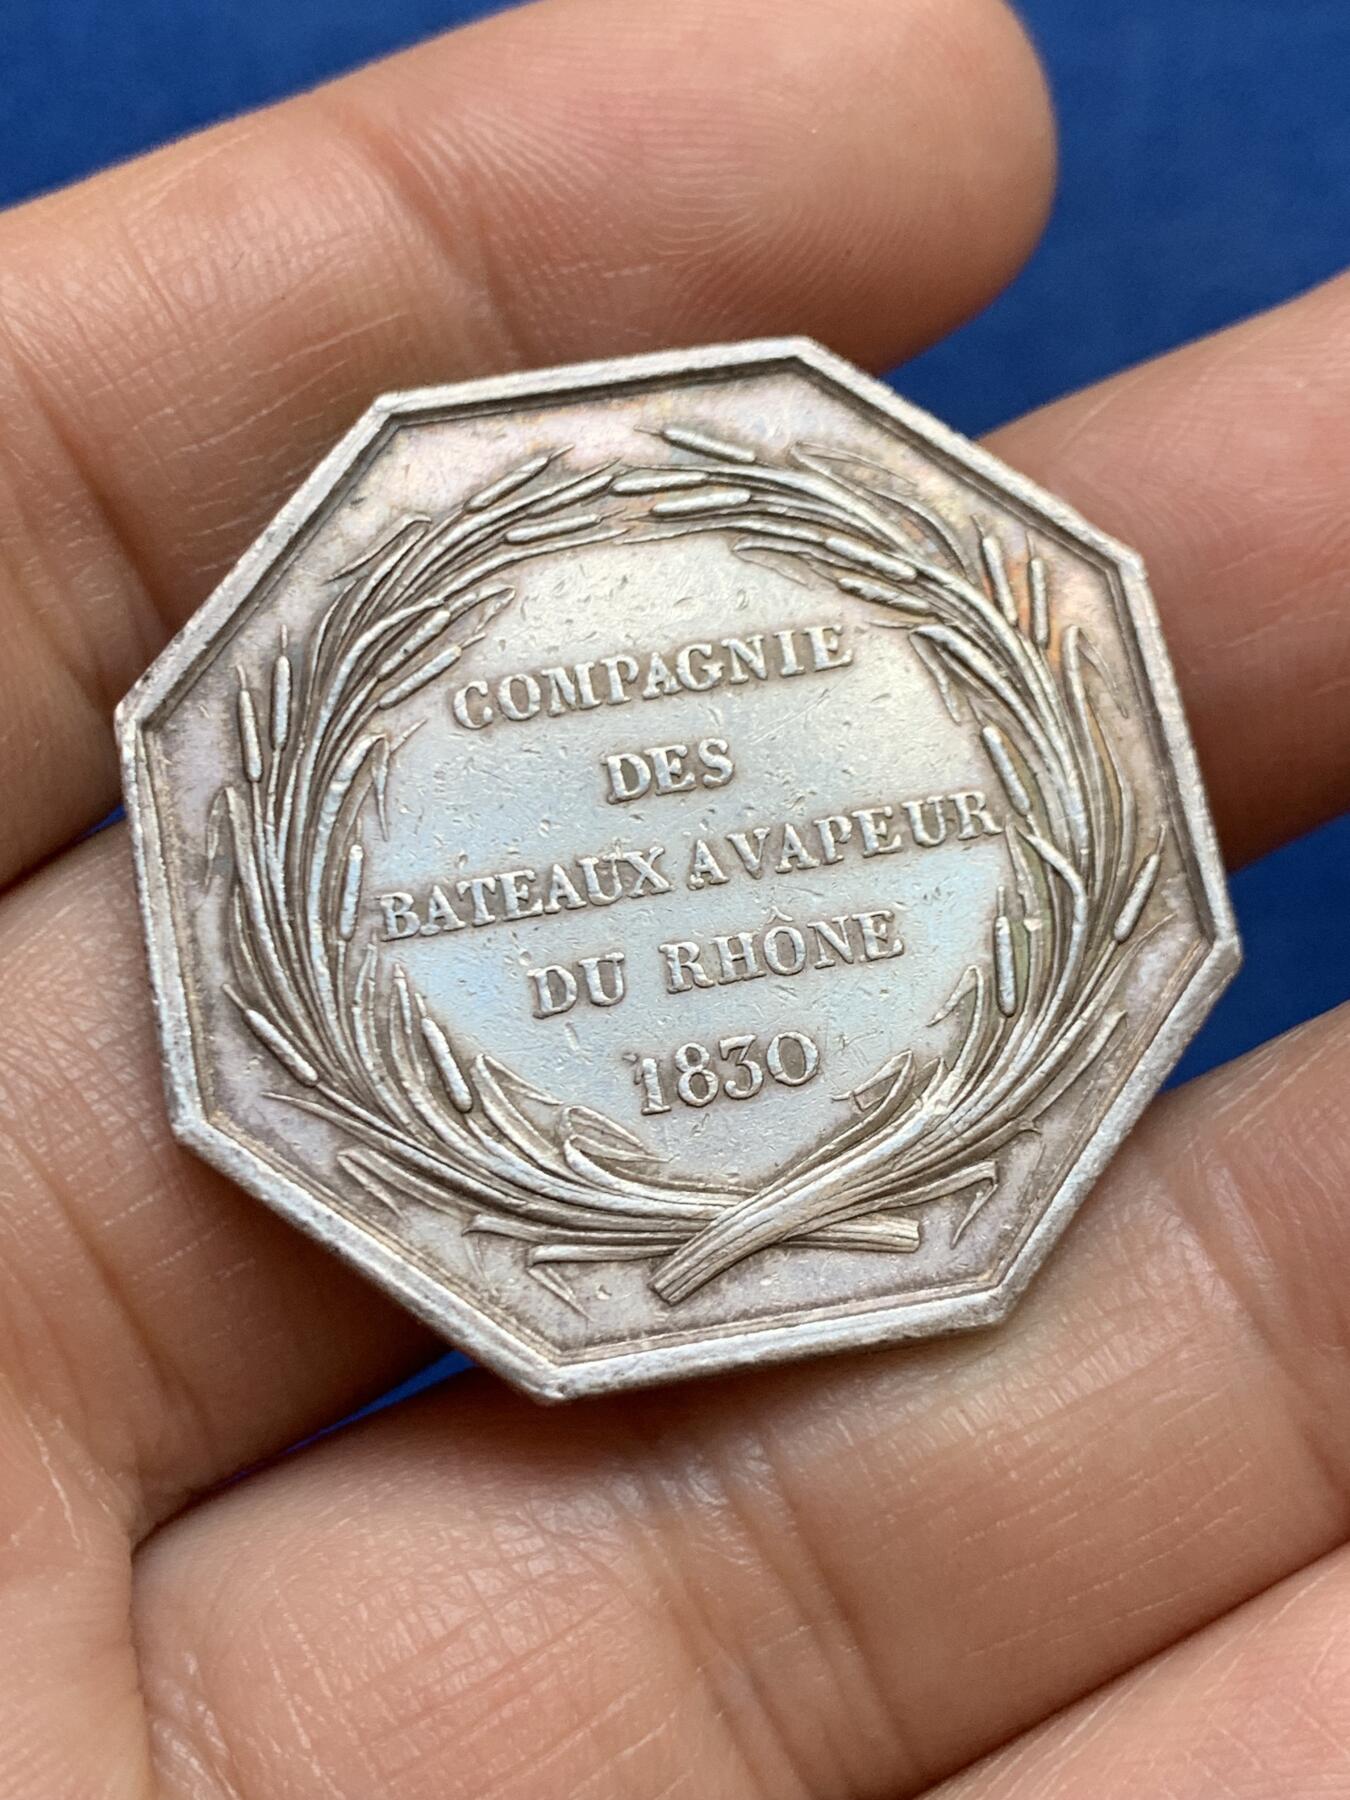 COMPAGNIE
DES
BATEAUX A VAPEUR
DU RHÔNE
1830